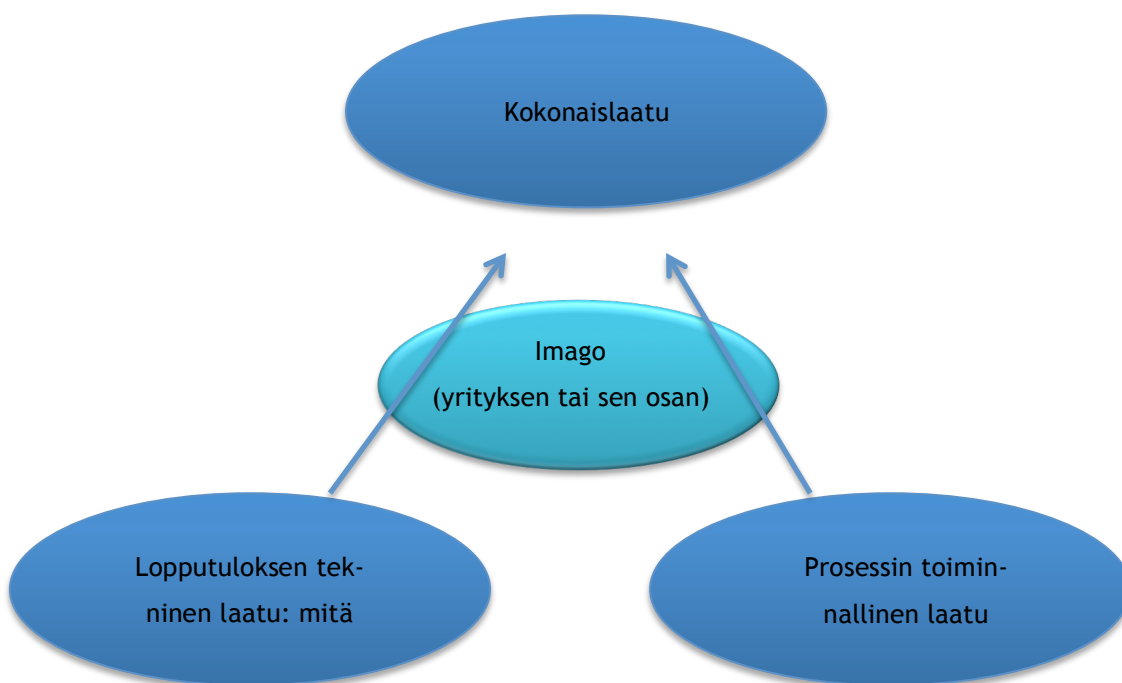 Kokonaislaatu
Imago
(yrityksen tai sen osan)
Lopputuloksen tek-
ninen laatu: mitä
Prosessin toimin-
nallinen laatu